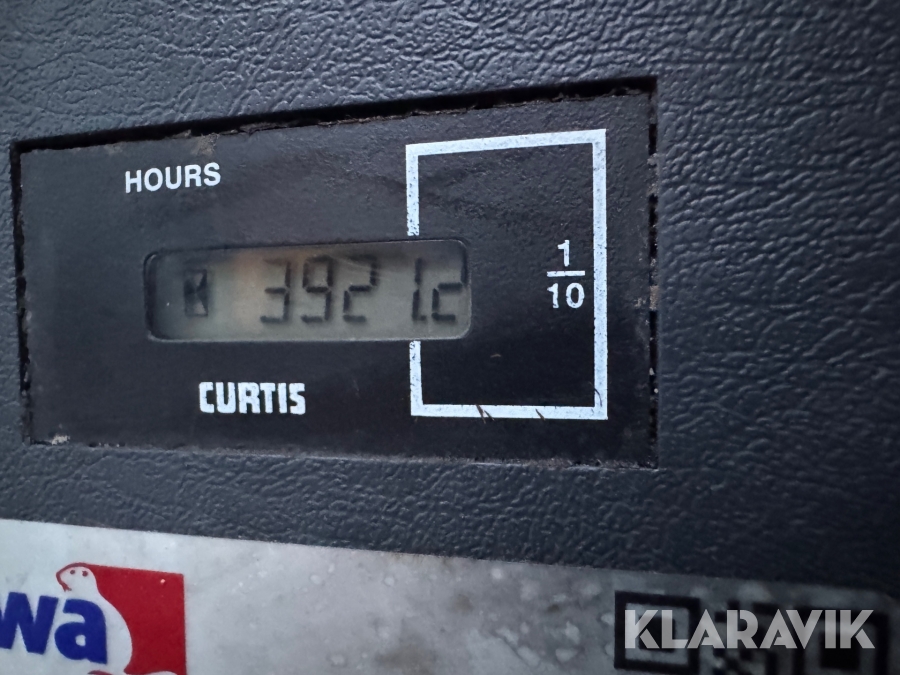 HOURS
3921.2
1
10
CURTIS
wa
KLARAVIK